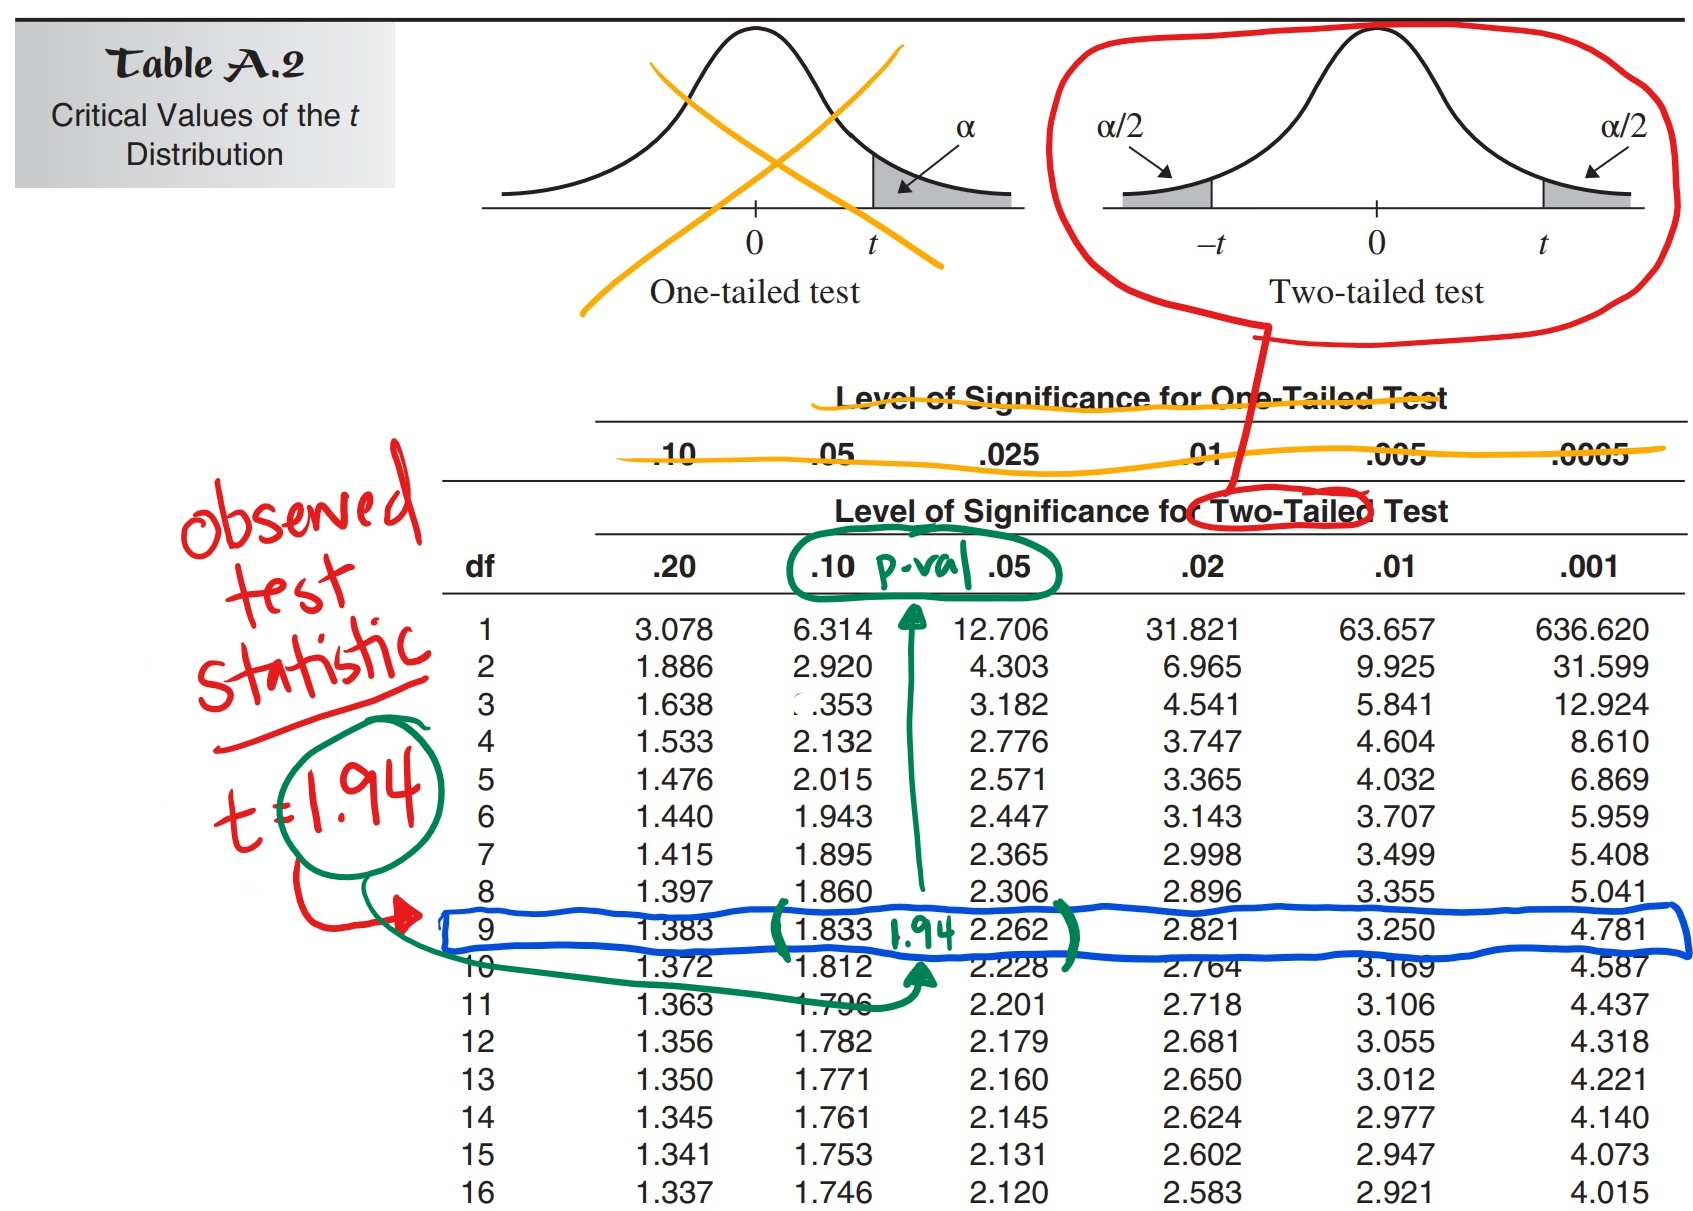 Table A.2
Critical Values of the t
Distribution
α
0
t
One-tailed test
α/2
α/2
–t
0
t
Two-tailed test
Level of Significance for One-Tailed Test
.10 .05 .025 .01 .005 .0005
Level of Significance for Two-Tailed Test
df .20 .10 p-val .05 .02 .01 .001
observed
test
statistic
t=1.94
1 3.078 6.314 12.706 31.821 63.657 636.620
2 1.886 2.920 4.303 6.965 9.925 31.599
3 1.638 .353 3.182 4.541 5.841 12.924
4 1.533 2.132 2.776 3.747 4.604 8.610
5 1.476 2.015 2.571 3.365 4.032 6.869
6 1.440 1.943 2.447 3.143 3.707 5.959
7 1.415 1.895 2.365 2.998 3.499 5.408
8 1.397 1.860 2.306 2.896 3.355 5.041
9 1.383 (1.833 1.94 2.262) 2.821 3.250 4.781
10 1.372 1.812 2.228 2.764 3.169 4.587
11 1.363 1.796 2.201 2.718 3.106 4.437
12 1.356 1.782 2.179 2.681 3.055 4.318
13 1.350 1.771 2.160 2.650 3.012 4.221
14 1.345 1.761 2.145 2.624 2.977 4.140
15 1.341 1.753 2.131 2.602 2.947 4.073
16 1.337 1.746 2.120 2.583 2.921 4.015